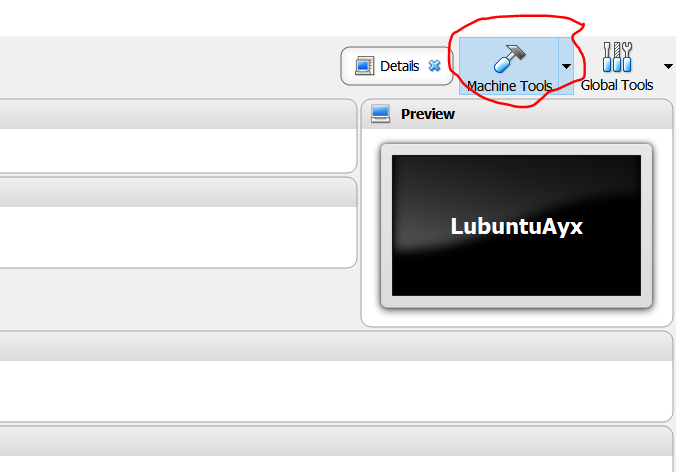 Details
Machine Tools
Global Tools
Preview
LubuntuAyx